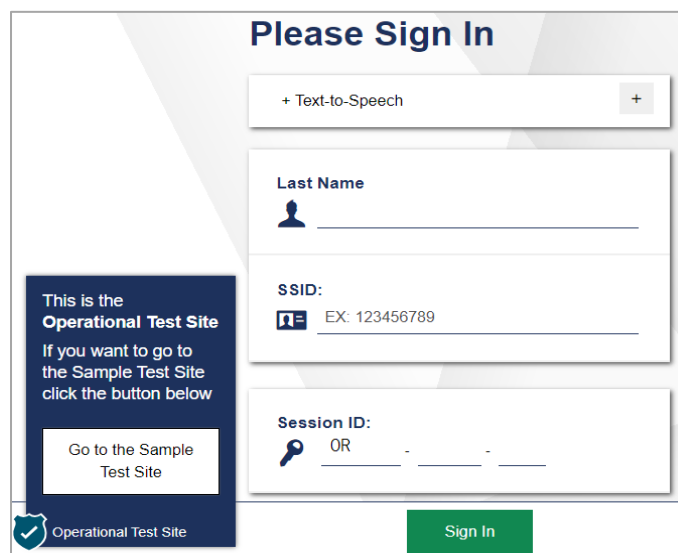 Please Sign In
+ Text-to-Speech
+
Last Name
SSID:
EX: 123456789
Session ID:
OR - -
This is the
Operational Test Site
If you want to go to
the Sample Test Site
click the button below
Go to the Sample
Test Site
Operational Test Site
Sign In